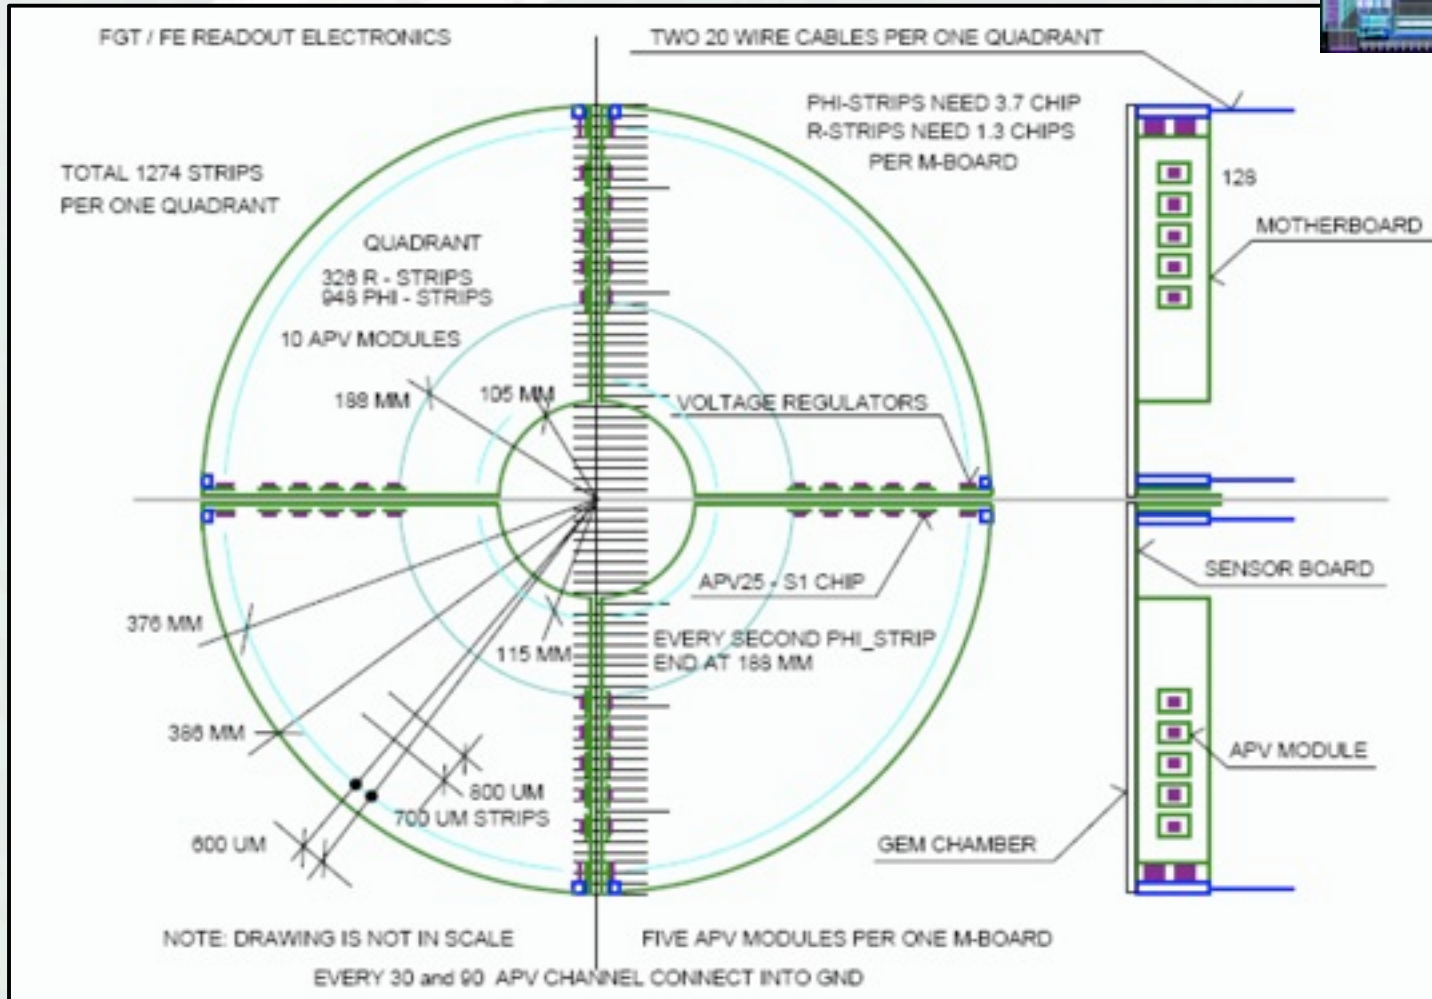 FGT / FE READOUT ELECTRONICS
TWO 20 WIRE CABLES PER ONE QUADRANT
PHI-STRIPS NEED 3.7 CHIP
R-STRIPS NEED 1.3 CHIPS
PER M-BOARD
TOTAL 1274 STRIPS
PER ONE QUADRANT
128
MOTHERBOARD
QUADRANT
326 R - STRIPS
948 PHI - STRIPS
10 APV MODULES
188 MM
105 MM
VOLTAGE REGULATORS
APV25 - S1 CHIP
SENSOR BOARD
376 MM
115 MM
EVERY SECOND PHI_STRIP
END AT 188 MM
386 MM
APV MODULE
800 UM
700 UM STRIPS
600 UM
GEM CHAMBER
NOTE: DRAWING IS NOT IN SCALE
FIVE APV MODULES PER ONE M-BOARD
EVERY 30 and 90 APV CHANNEL CONNECT INTO GND